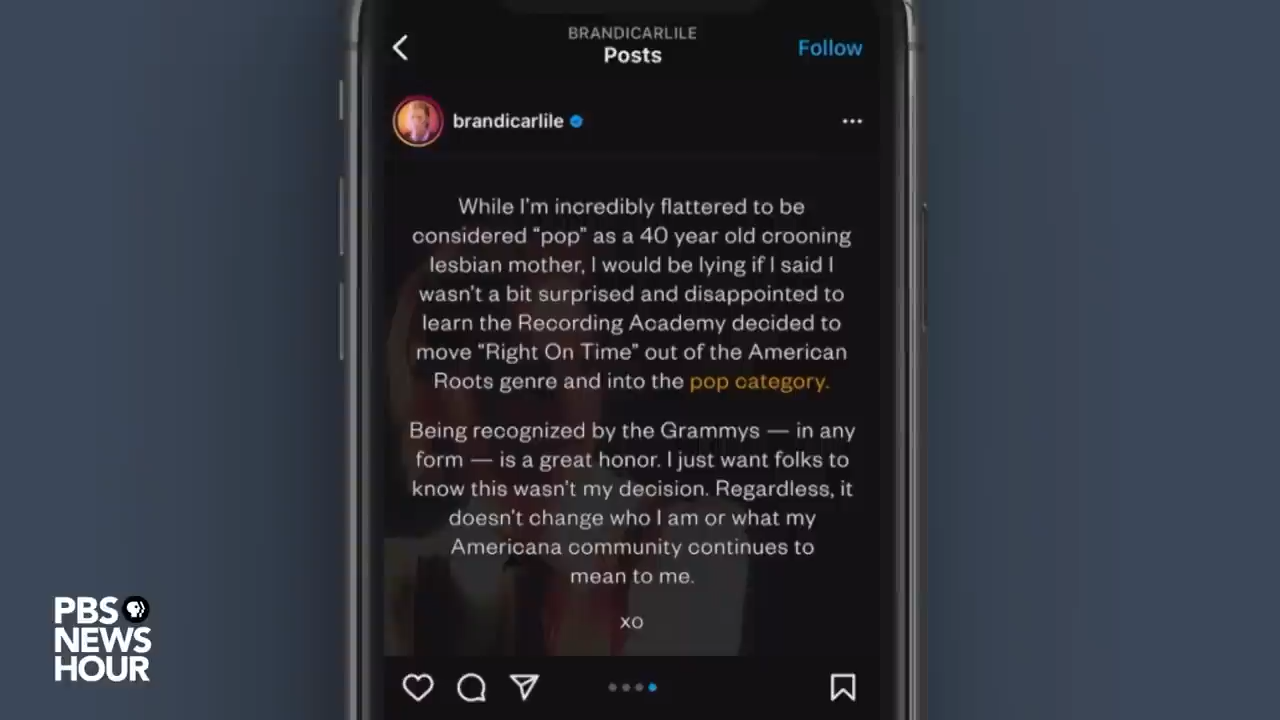 BRANDICARLILE
Posts
Follow
brandicarlile
While I'm incredibly flattered to be
considered “pop” as a 40 year old crooning
lesbian mother, I would be lying if I said I
wasn't a bit surprised and disappointed to
learn the Recording Academy decided to
move “Right On Time” out of the American
Roots genre and into the pop category.
Being recognized by the Grammys — in any
form — is a great honor. I just want folks to
know this wasn't my decision. Regardless, it
doesn't change who I am or what my
Americana community continues to
mean to me.
xo
PBS
NEWS
HOUR